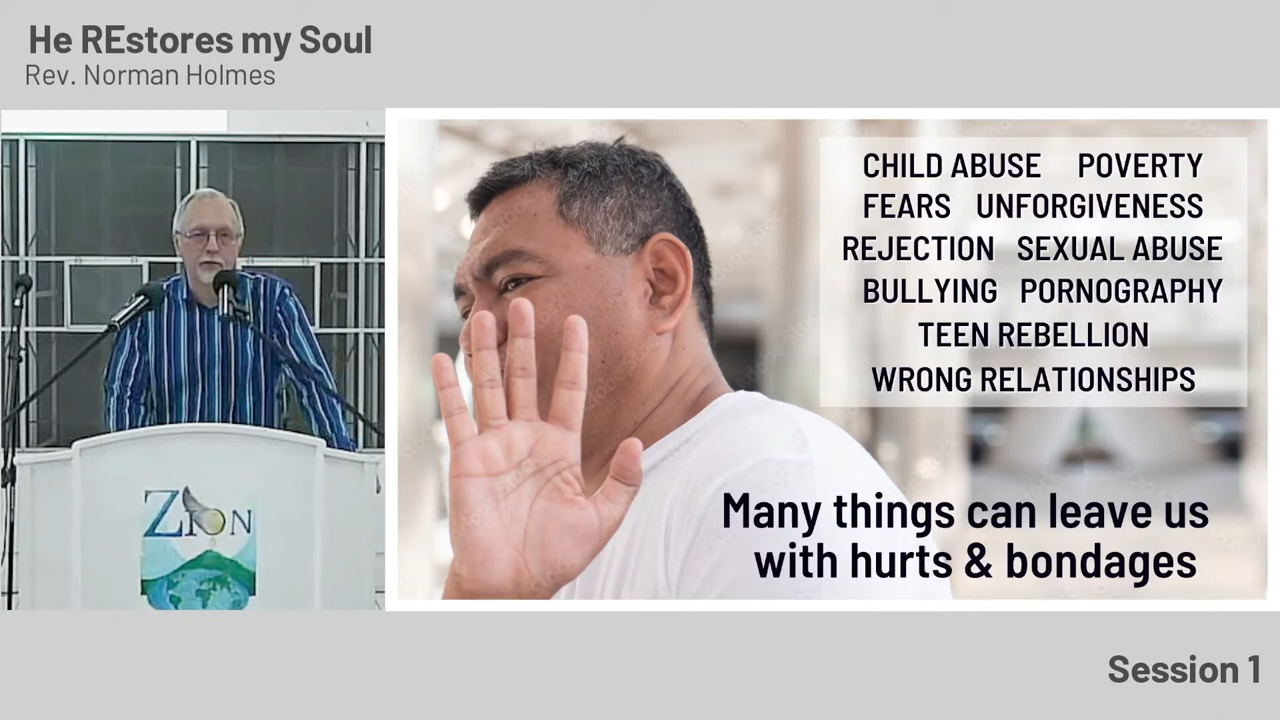 He REstores my Soul
Rev. Norman Holmes
CHILD ABUSE POVERTY
FEARS UNFORGIVENESS
REJECTION SEXUAL ABUSE
BULLYING PORNOGRAPHY
TEEN REBELLION
WRONG RELATIONSHIPS
Many things can leave us
with hurts & bondages
ZION
Session 1